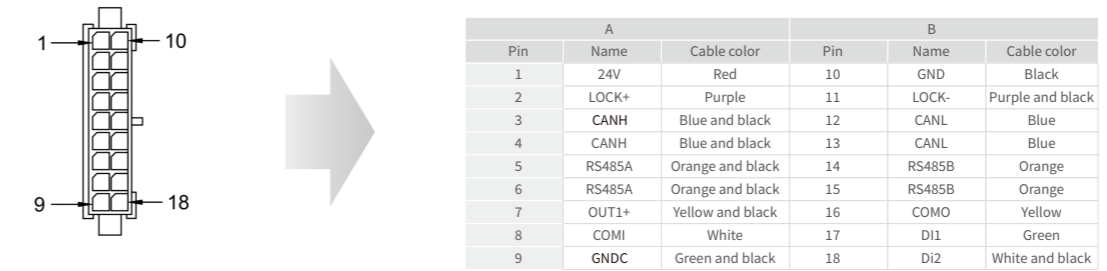 1 10
9 18
A B
Pin Name Cable color Pin Name Cable color
1 24V Red 10 GND Black
2 LOCK+ Purple 11 LOCK- Purple and black
3 CANH Blue and black 12 CANL Blue
4 CANH Blue and black 13 CANL Blue
5 RS485A Orange and black 14 RS485B Orange
6 RS485A Orange and black 15 RS485B Orange
7 OUT1+ Yellow and black 16 COMO Yellow
8 COMI White 17 DI1 Green
9 GNDC Green and black 18 Di2 White and black